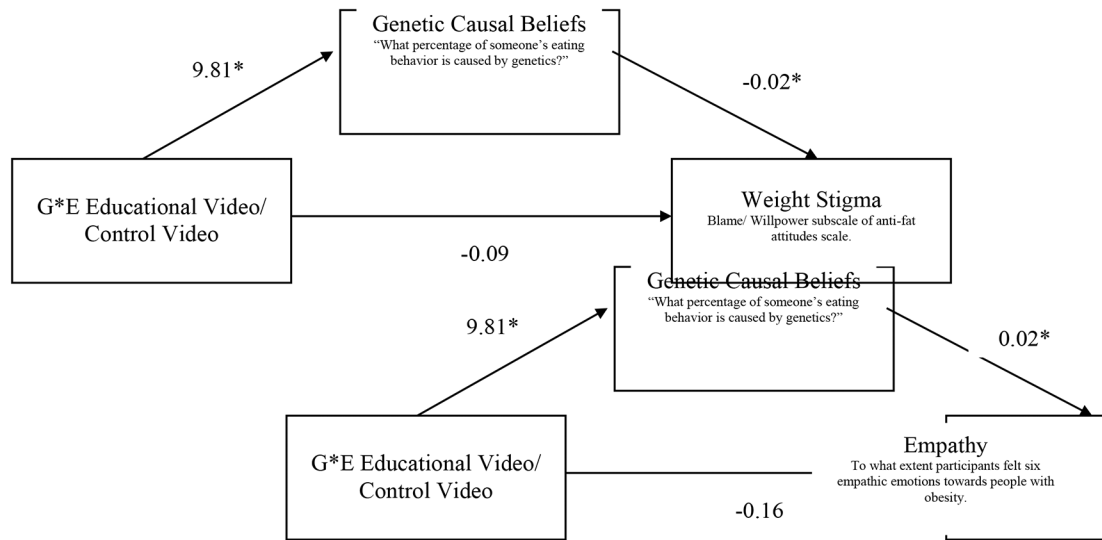 Genetic Causal Beliefs
“What percentage of someone’s eating
behavior is caused by genetics?”
9.81*
-0.02*
G*E Educational Video/
Control Video
Weight Stigma
Blame/ Willpower subscale of anti-fat
attitudes scale.
-0.09
Genetic Causal Beliefs
“What percentage of someone’s eating
behavior is caused by genetics?”
9.81*
0.02*
G*E Educational Video/
Control Video
Empathy
To what extent participants felt six
empathic emotions towards people with
obesity.
-0.16